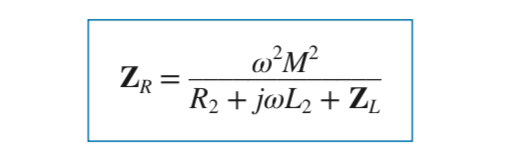 Z_R = ω²M² / (R₂ + jωL₂ + Z_L)